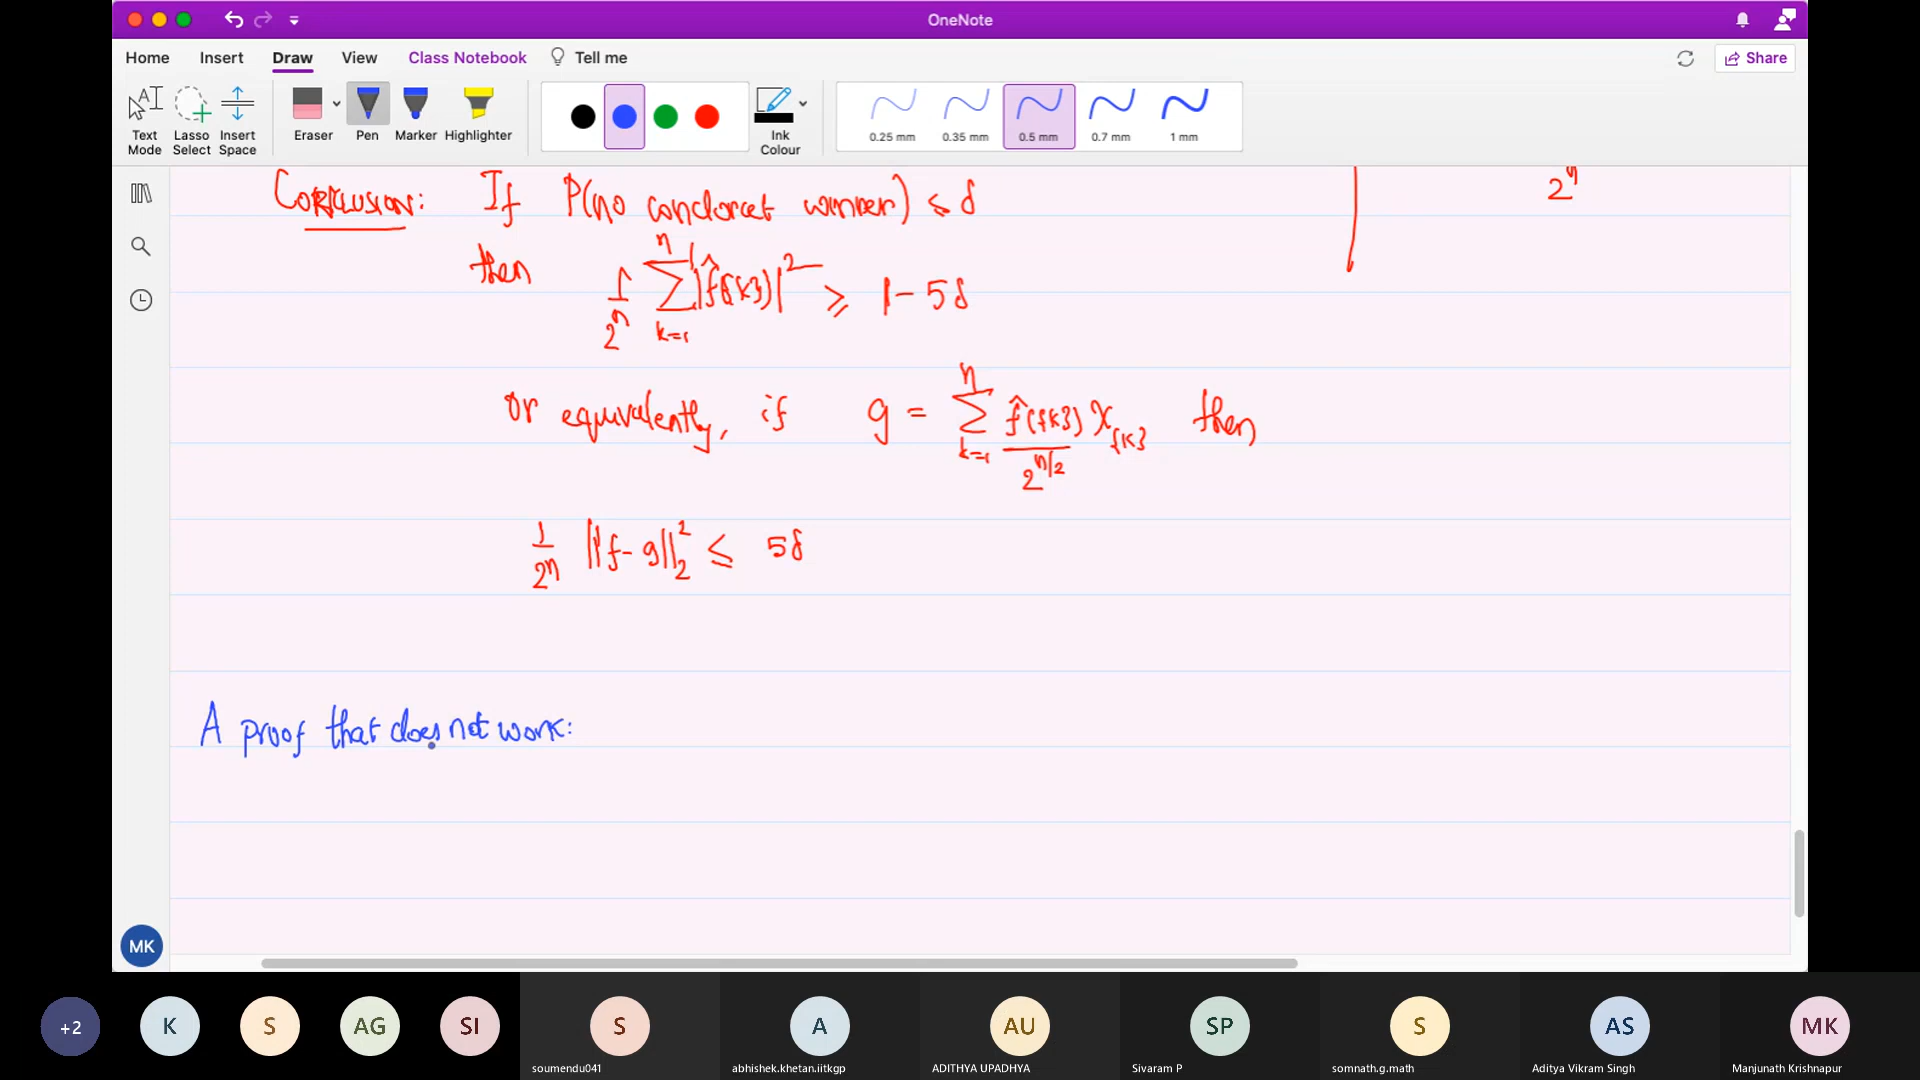 OneNote
Home Insert Draw View Class Notebook Tell me Share
Text Mode Lasso Select Insert Space Eraser Pen Marker Highlighter Ink Colour 0.25 mm 0.35 mm 0.5 mm 0.7 mm 1 mm
Conclusion: If P(no condorcet winner) ≤ δ
2^n
then 1/2^n ∑_{k=1}^{n} |f̂({k})|^2 ≥ 1 - 5δ
or equivalently, if g = ∑_{k=1}^{n} f̂({k})/2^{n/2} χ_{{k}} then
1/2^n ||f - g||_2^2 ≤ 5δ
A proof that does not work:
MK
+2 K S AG SI S A AU SP S AS MK
soumendu041 abhishek.khetan.iitkgp ADITHYA UPADHYA Sivaram P somnath.g.math Aditya Vikram Singh Manjunath Krishnapur